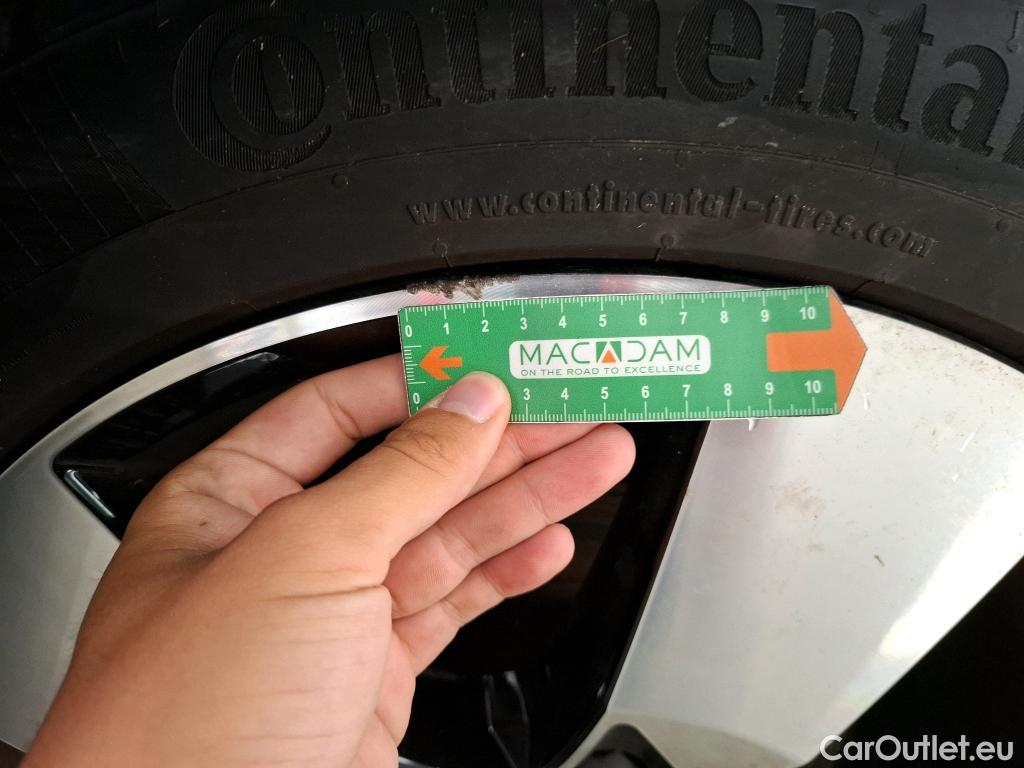 Continental
www.continental-tires.com
0 1 2 3 4 5 6 7 8 9 10
MACADAM
ON THE ROAD TO EXCELLENCE
0 3 4 5 6 7 8 9 10
CarOutlet.eu